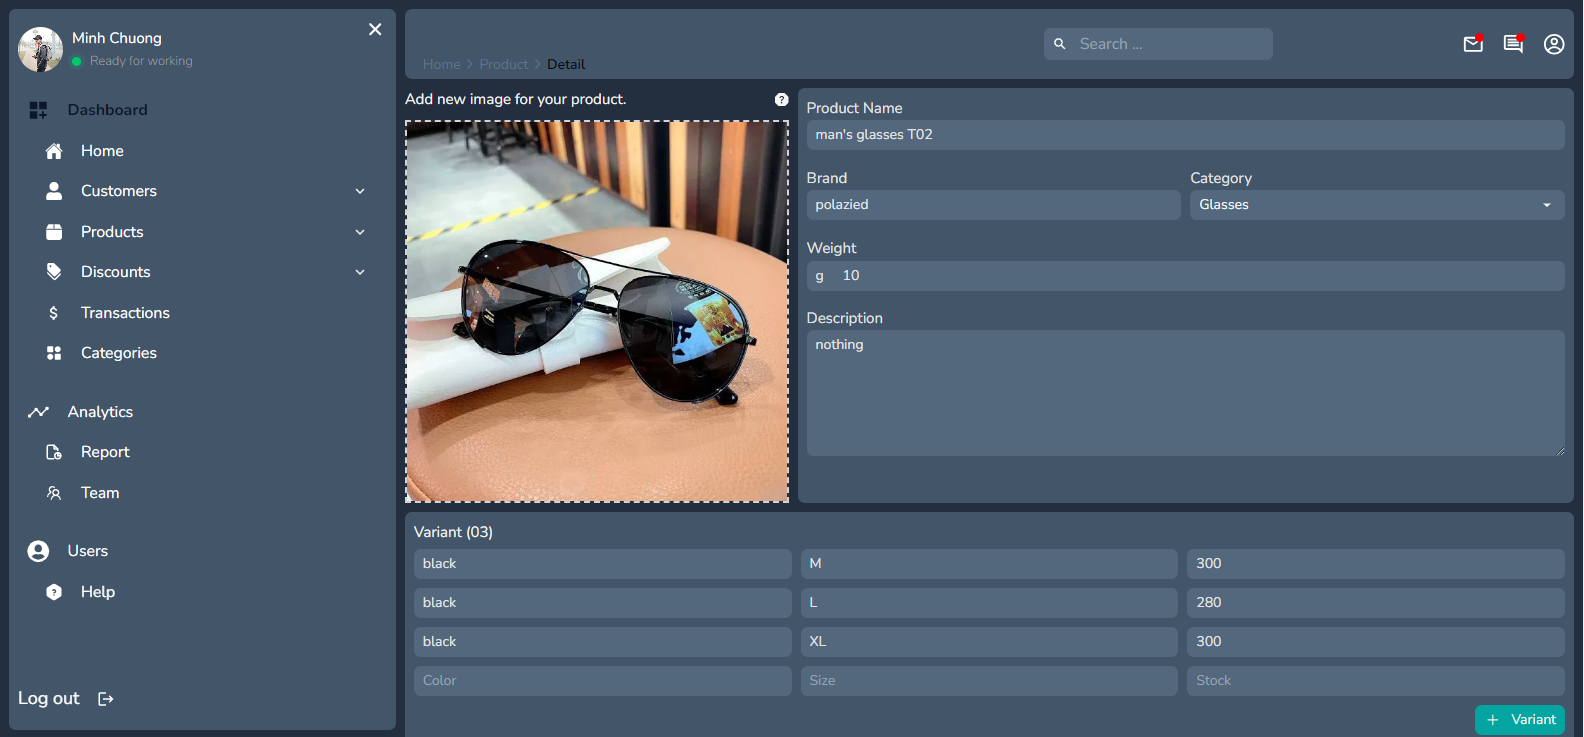 Minh Chuong
Ready for working
Dashboard
Home
Customers
Products
Discounts
Transactions
Categories
Analytics
Report
Team
Users
Help
Log out
Search ...
Home > Product > Detail
Add new image for your product.
Product Name
man's glasses T02
Brand
Category
polazied
Glasses
Weight
g 10
Description
nothing
Variant (03)
black M 300
black L 280
black XL 300
Color Size Stock
+ Variant